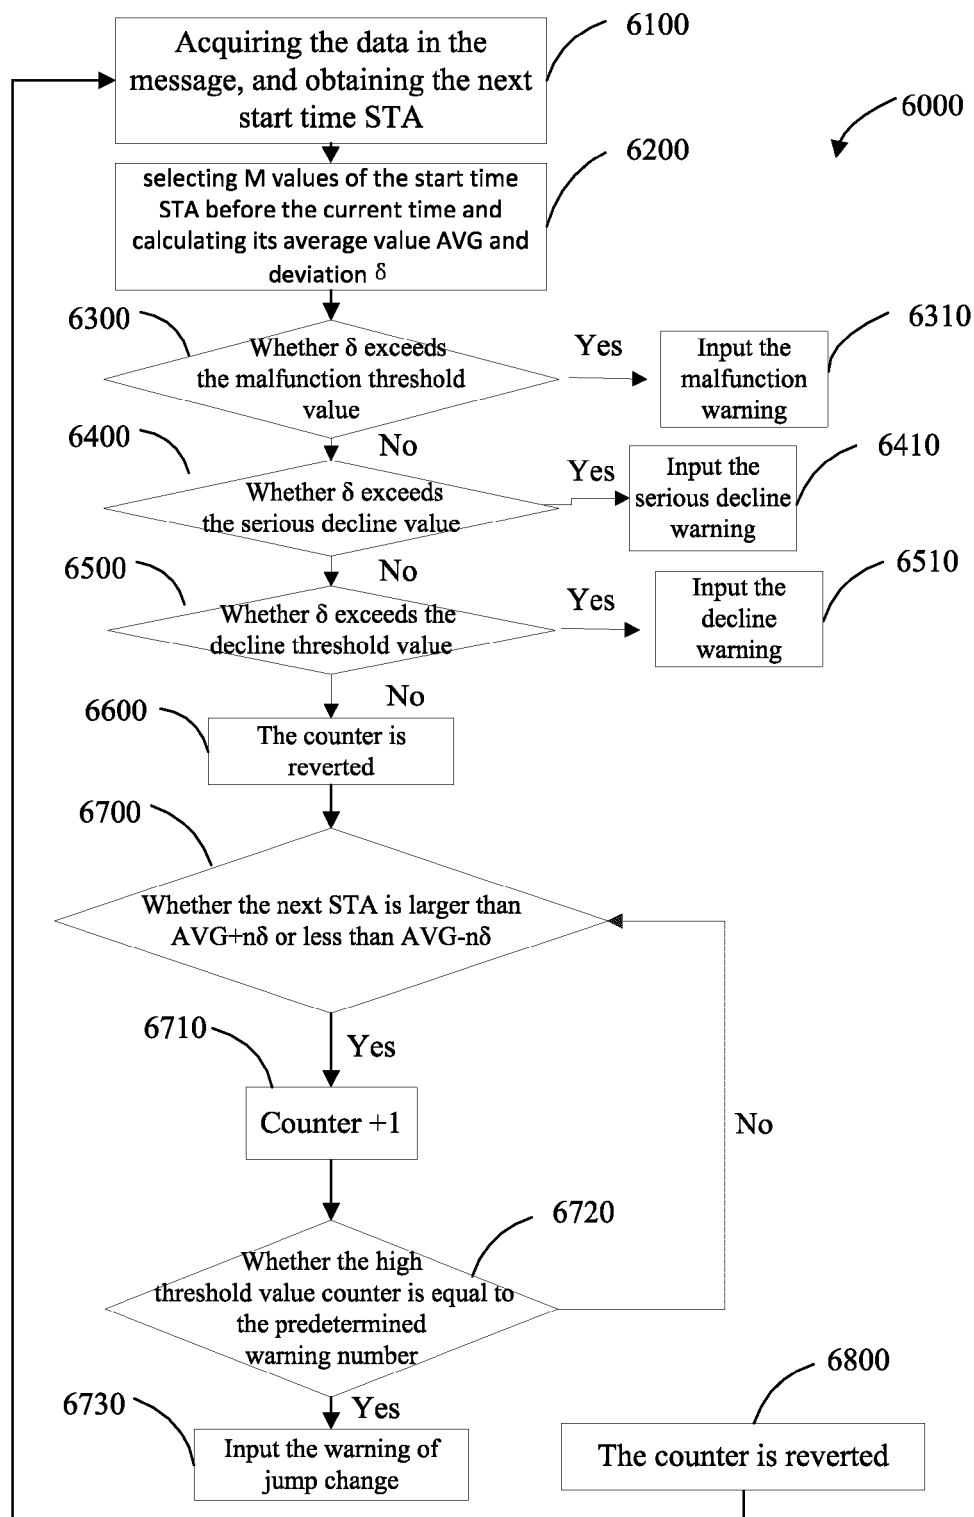 6100
Acquiring the data in the
message, and obtaining the next
start time STA
6000
6200
selecting M values of the start time
STA before the current time and
calculating its average value AVG and
deviation δ
6300
Whether δ exceeds
the malfunction threshold
value
Yes
6310
Input the
malfunction
warning
No
6400
Whether δ exceeds
the serious decline value
Yes
6410
Input the
serious decline
warning
No
6500
Whether δ exceeds the
decline threshold value
Yes
6510
Input the
decline
warning
No
6600
The counter is
reverted
6700
Whether the next STA is larger than
AVG+nδ or less than AVG-nδ
Yes
6710
Counter +1
No
6720
Whether the high
threshold value counter is equal to
the predetermined
warning number
Yes
6730
Input the warning of
jump change
6800
The counter is reverted